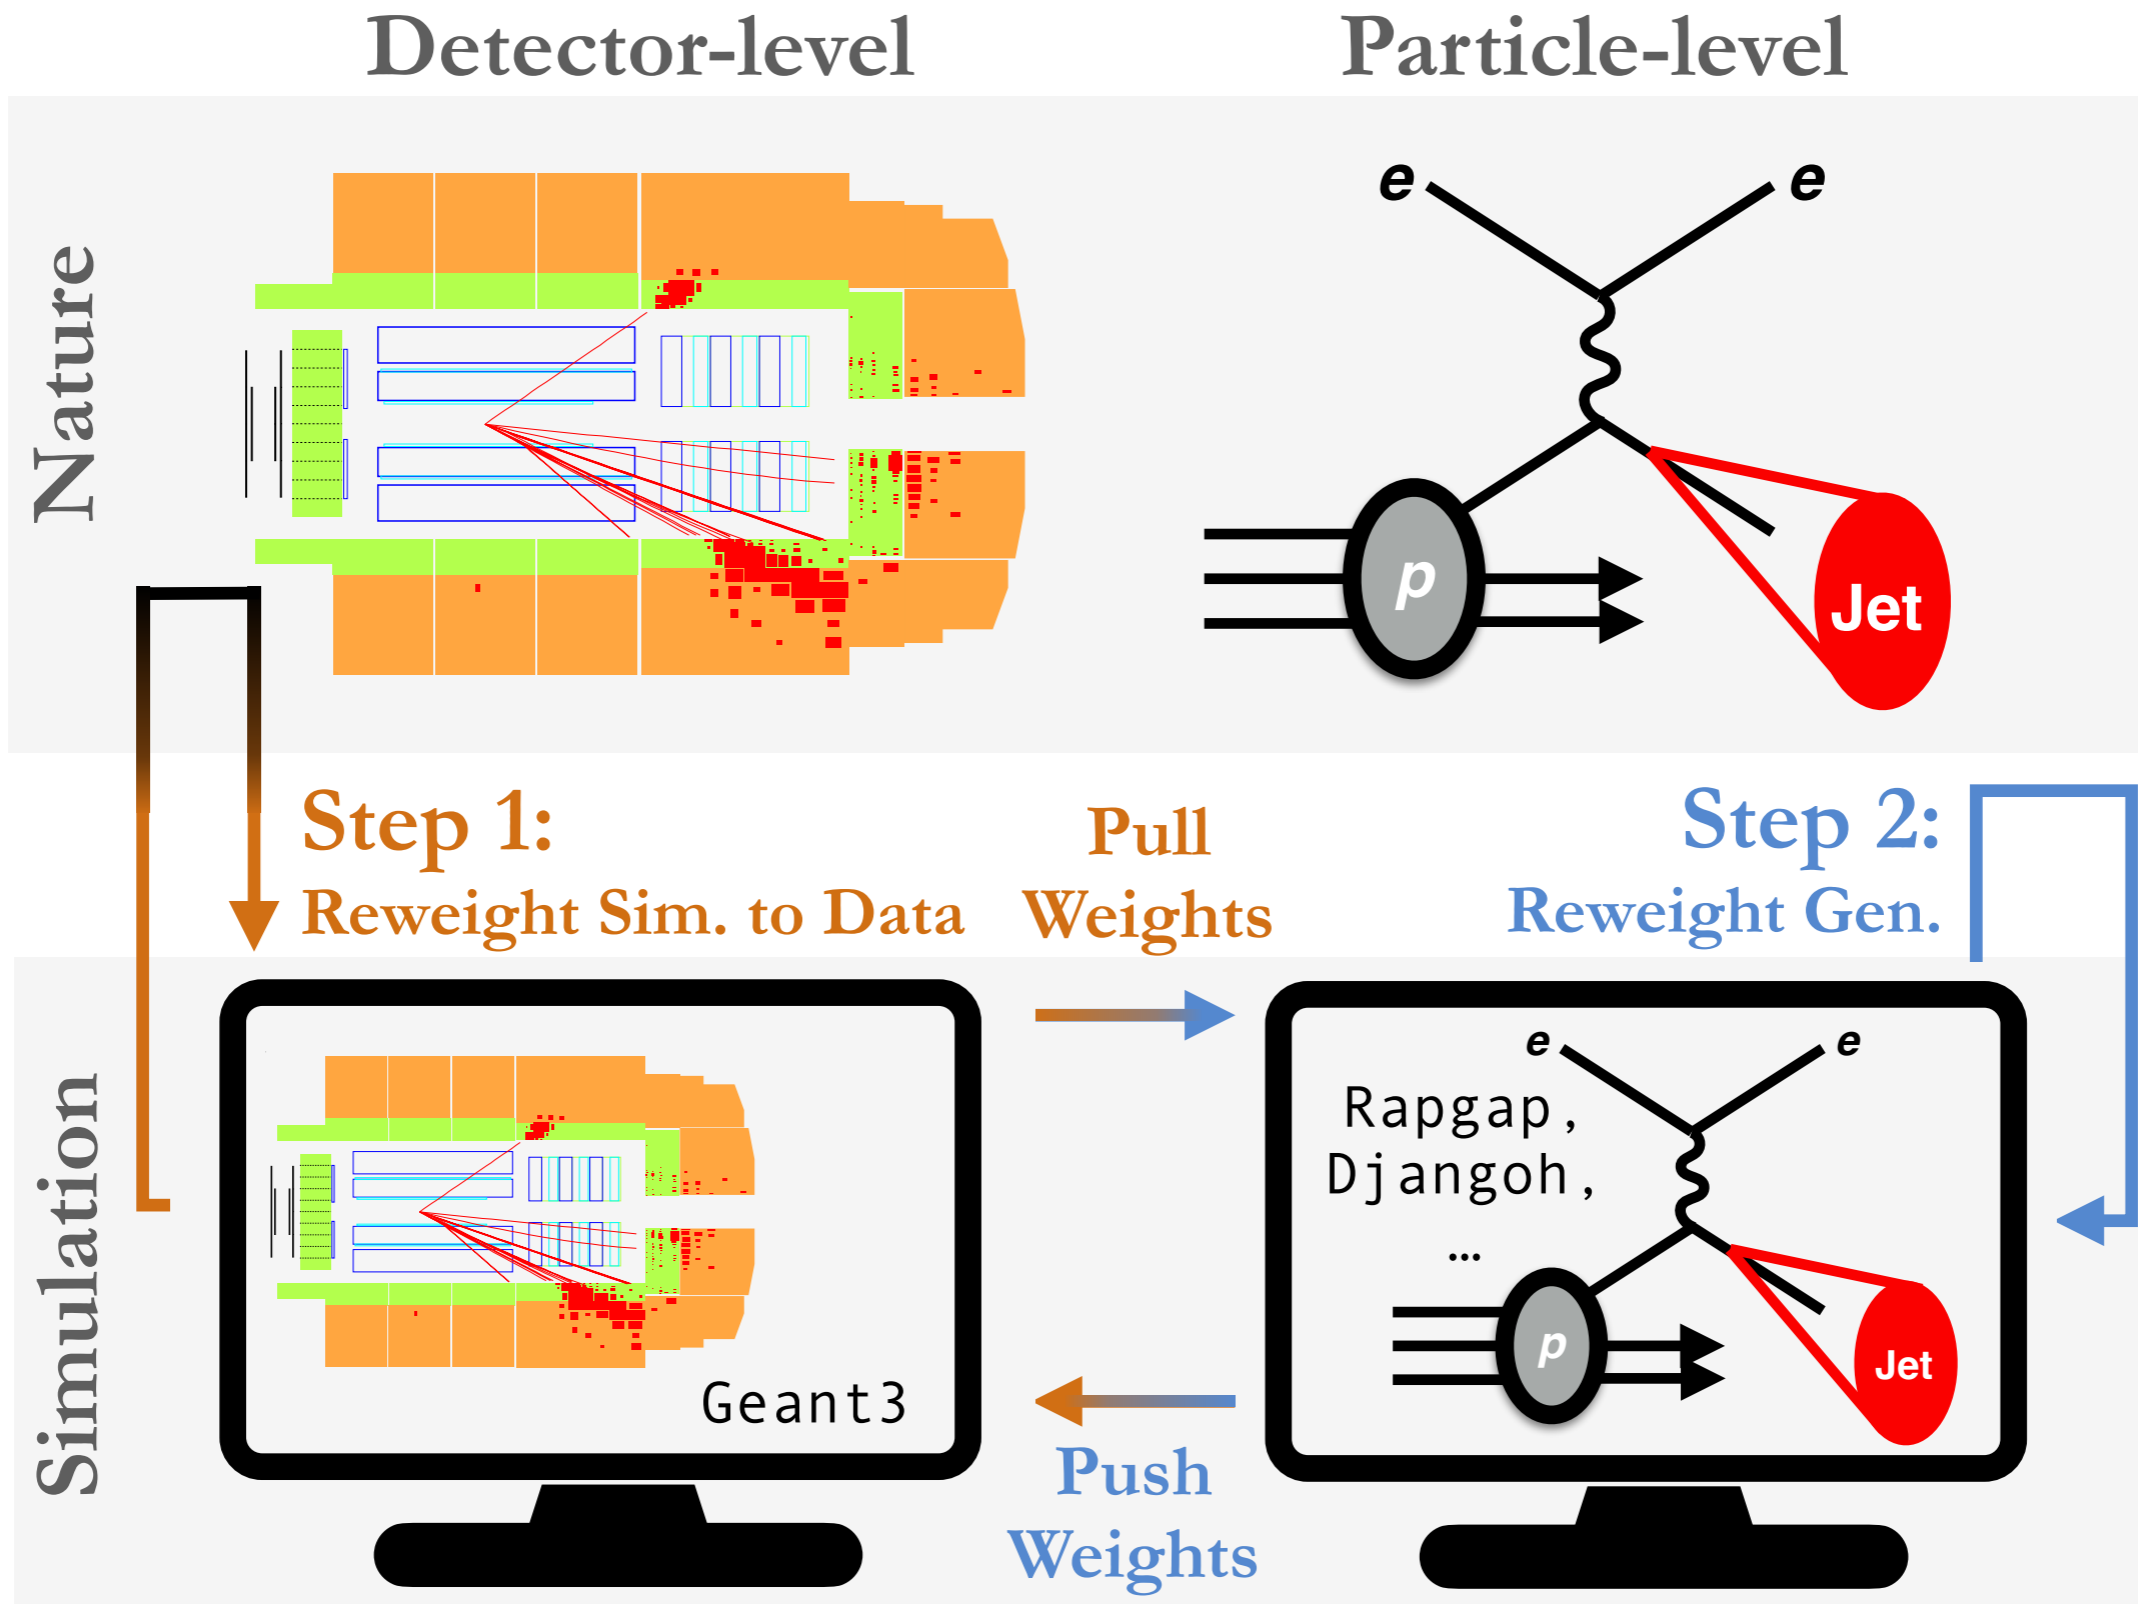 Detector-level
Particle-level
Nature
e
e
p
Jet
Step 1:
Reweight Sim. to Data
Pull
Weights
Step 2:
Reweight Gen.
Simulation
Geant3
Rapgap,
Djangoh,
...
e
e
p
Jet
Push
Weights